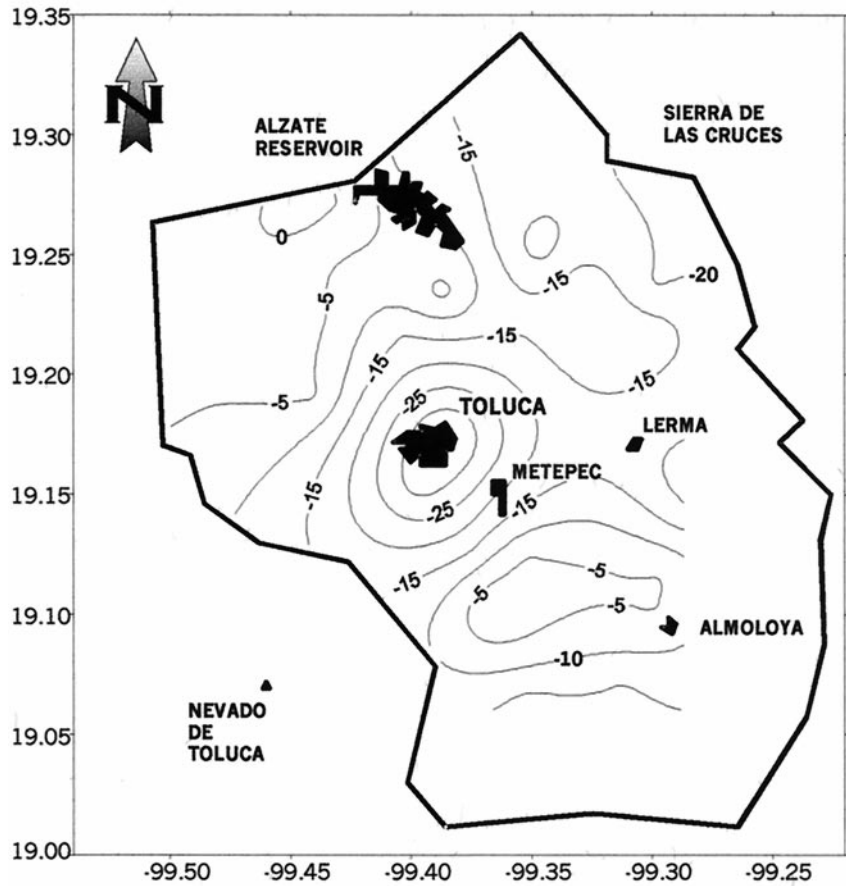 19.35
N
ALZATE
RESERVOIR
SIERRA DE
LAS CRUCES
19.30
-15
0
19.25
-5
-15
-20
19.20
-15
-15
-15
-5
-25
TOLUCA
LERMA
METEPEC
19.15
-15
-25
-15
-15
-5
-5
-5
19.10
ALMOLOYA
-10
NEVADO
DE
TOLUCA
19.05
19.00
-99.50
-99.45
-99.40
-99.35
-99.30
-99.25